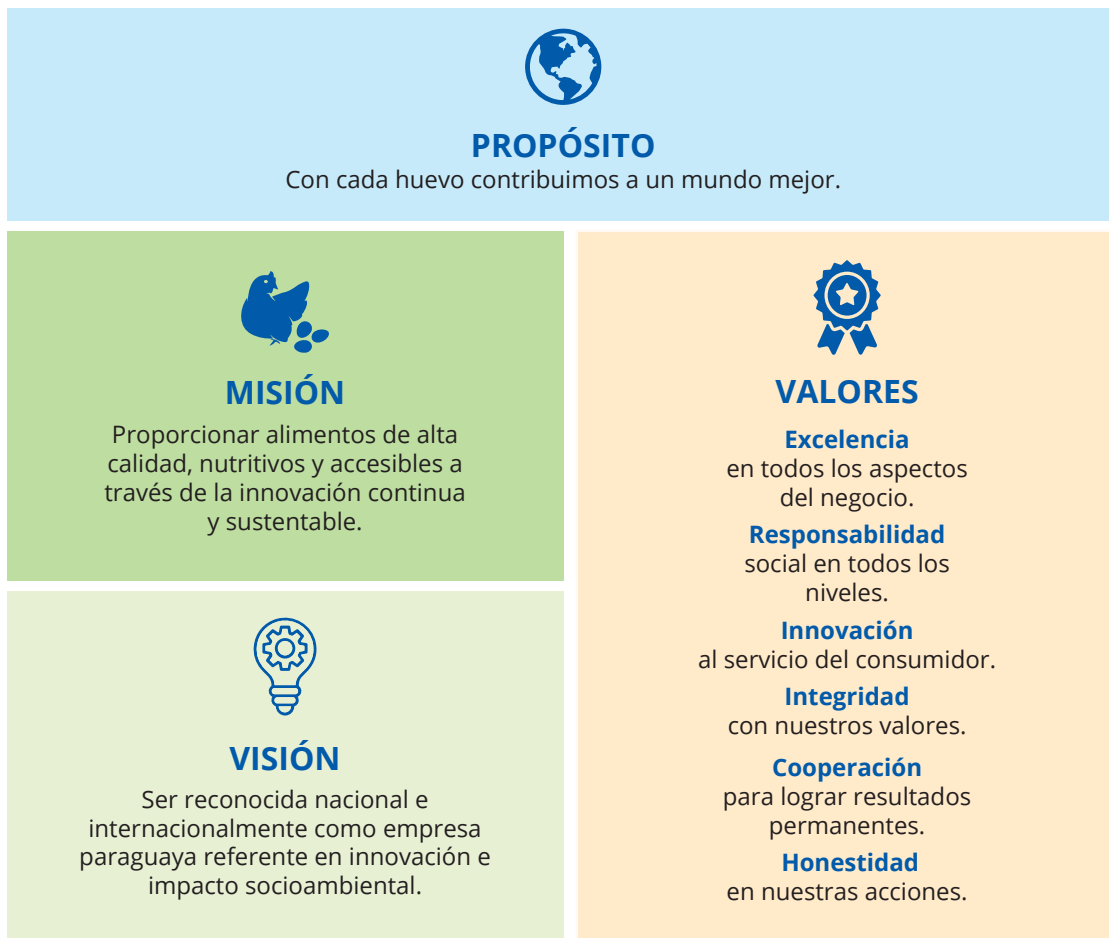 PROPÓSITO
Con cada huevo contribuimos a un mundo mejor.
MISIÓN
Proporcionar alimentos de alta
calidad, nutritivos y accesibles a
través de la innovación continua
y sustentable.
VISIÓN
Ser reconocida nacional e
internacionalmente como empresa
paraguaya referente en innovación e
impacto socioambiental.
VALORES
Excelencia
en todos los aspectos
del negocio.
Responsabilidad
social en todos los
niveles.
Innovación
al servicio del consumidor.
Integridad
con nuestros valores.
Cooperación
para lograr resultados
permanentes.
Honestidad
en nuestras acciones.